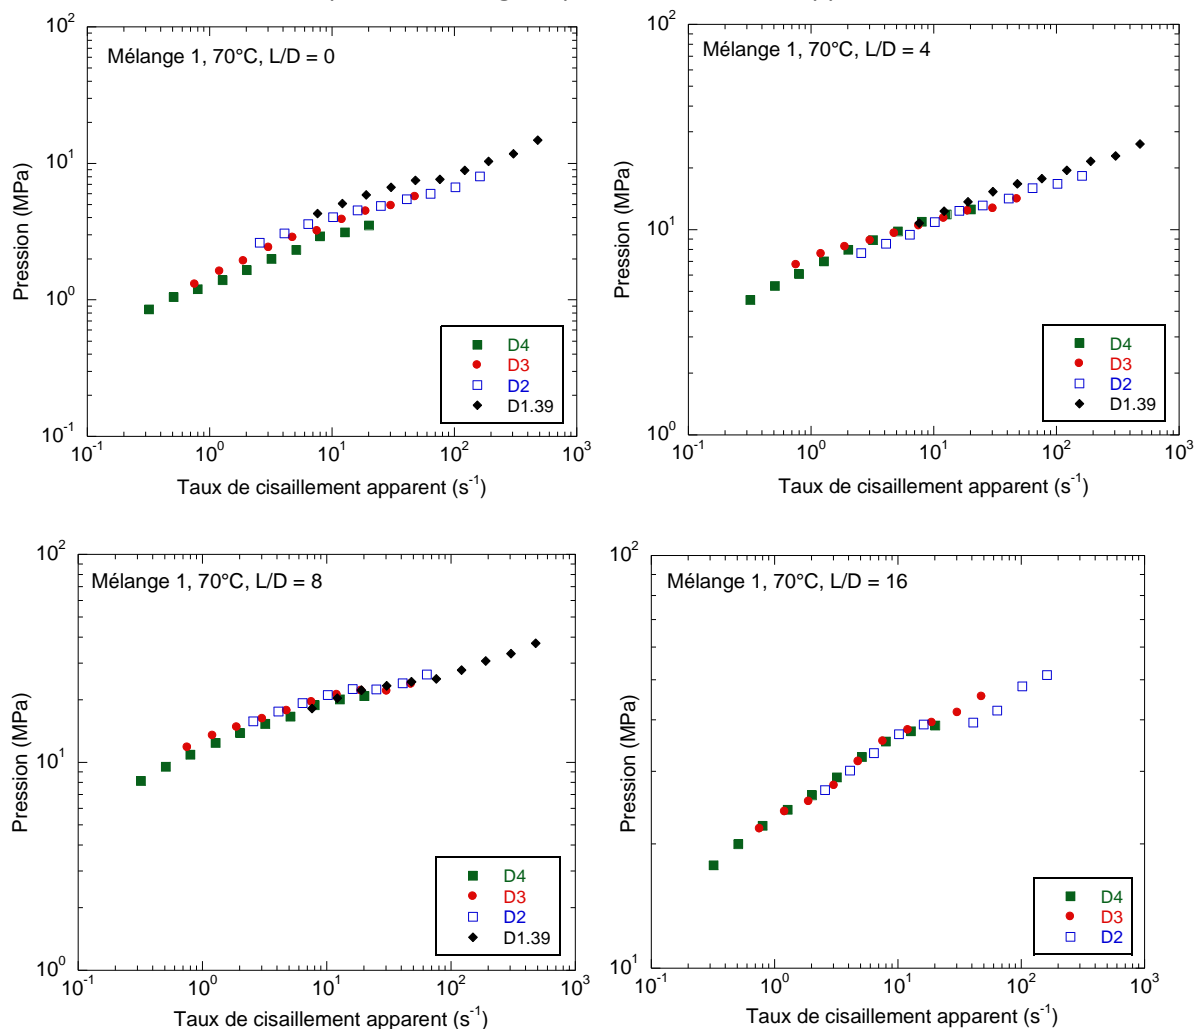 Mélange 1, 70°C, L/D = 0
Pression (MPa)
10²
10¹
10⁰
10⁻¹
D4
D3
D2
D1.39
10⁻¹ 10⁰ 10¹ 10² 10³
Taux de cisaillement apparent (s⁻¹)
Mélange 1, 70°C, L/D = 4
Pression (MPa)
10²
10¹
10⁰
D4
D3
D2
D1.39
10⁻¹ 10⁰ 10¹ 10² 10³
Taux de cisaillement apparent (s⁻¹)
Mélange 1, 70°C, L/D = 8
Pression (MPa)
10²
10¹
10⁰
D4
D3
D2
D1.39
10⁻¹ 10⁰ 10¹ 10² 10³
Taux de cisaillement apparent (s⁻¹)
Mélange 1, 70°C, L/D = 16
Pression (MPa)
10²
10¹
D4
D3
D2
10⁻¹ 10⁰ 10¹ 10² 10³
Taux de cisaillement apparent (s⁻¹)